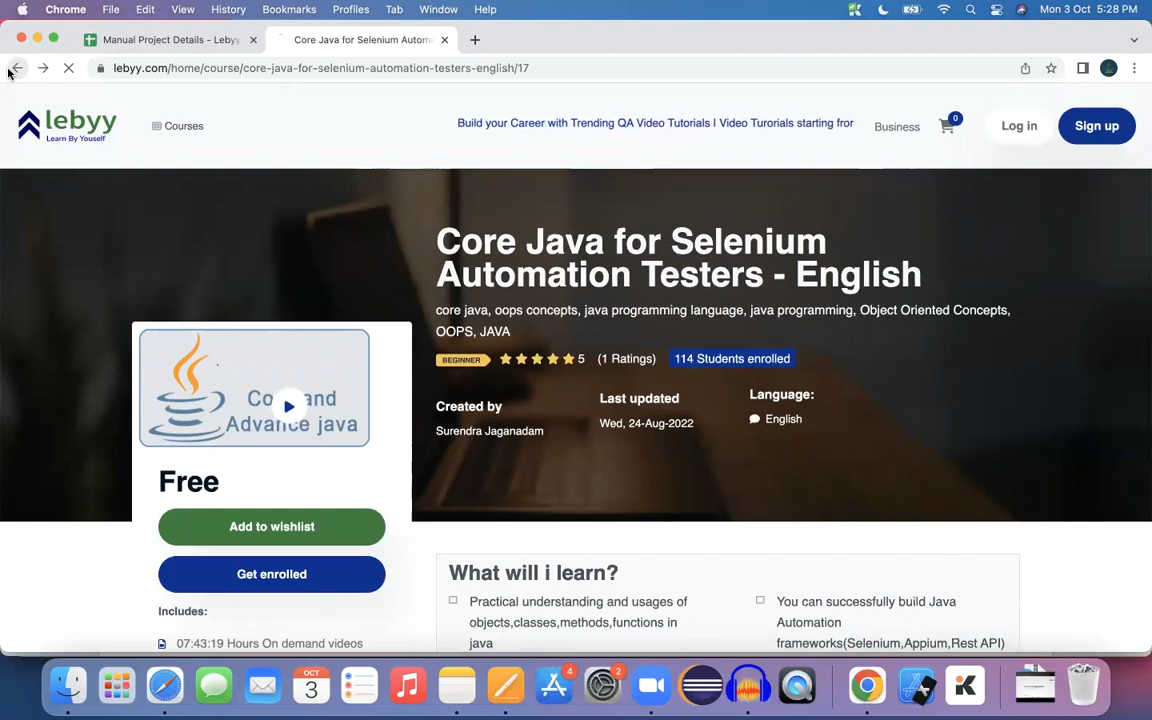 Chrome File Edit View History Bookmarks Profiles Tab Window Help Mon 3 Oct 5:28 PM
Manual Project Details - Lebyy
Core Java for Selenium Autom
lebyy.com/home/course/core-java-for-selenium-automation-testers-english/17
lebyy
Learn By Youself
Courses
Build your Career with Trending QA Video Tutorials I Video Turorials starting fror
Business
0
Log in
Sign up
Core Java for Selenium
Automation Testers - English
core java, oops concepts, java programming language, java programming, Object Oriented Concepts,
OOPS, JAVA
BEGINNER 5 (1 Ratings) 114 Students enrolled
Created by
Surendra Jaganadam
Last updated
Wed, 24-Aug-2022
Language:
English
Advance java
Free
Add to wishlist
Get enrolled
Includes:
07:43:19 Hours On demand videos
What will i learn?
Practical understanding and usages of
objects,classes,methods,functions in
java
You can successfully build Java
Automation
frameworks(Selenium,Appium,Rest API)
OCT
3
4
2